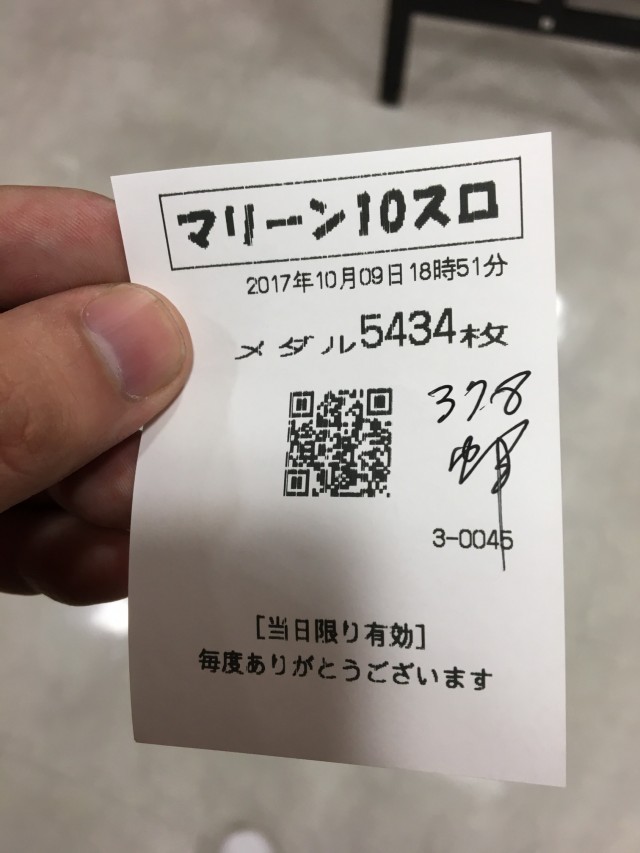 マリーン10スロ
2017年10月09日18時51分
メダル5434枚
378
3-0045
[当日限り有効]
毎度ありがとうございます